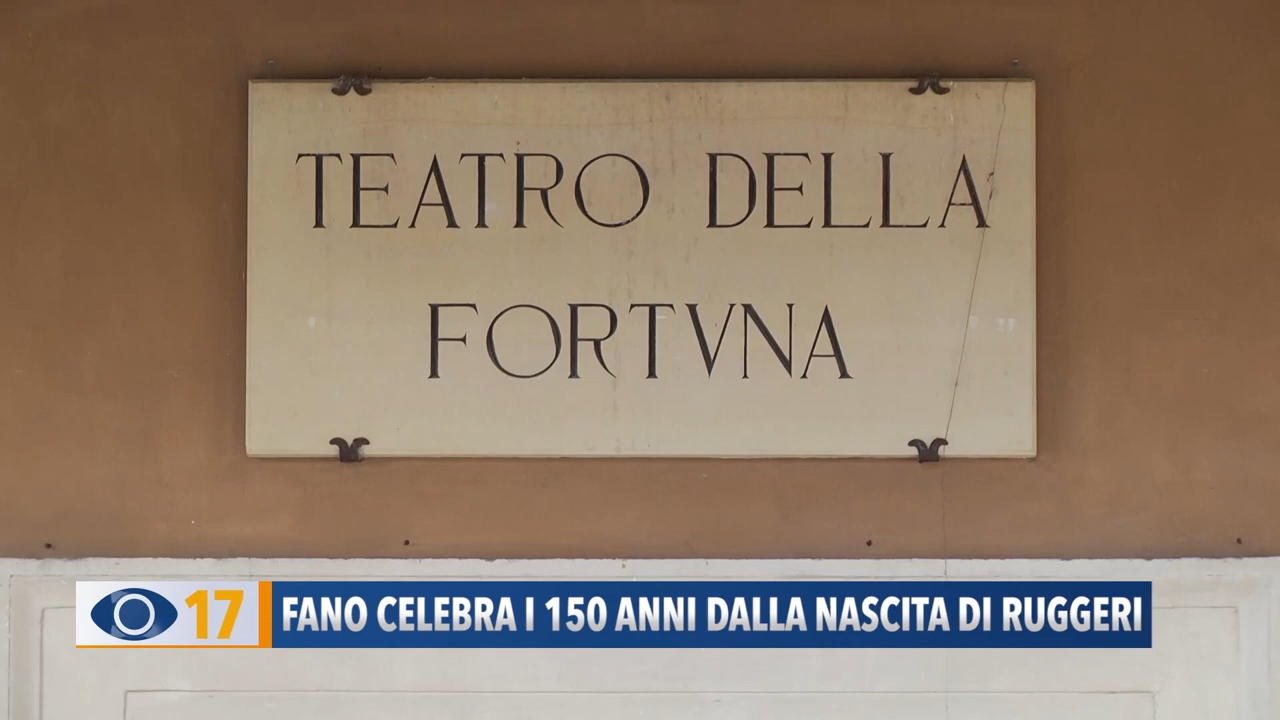 TEATRO DELLA
FORTVNA
17
FANO CELEBRA I 150 ANNI DALLA NASCITA DI RUGGERI